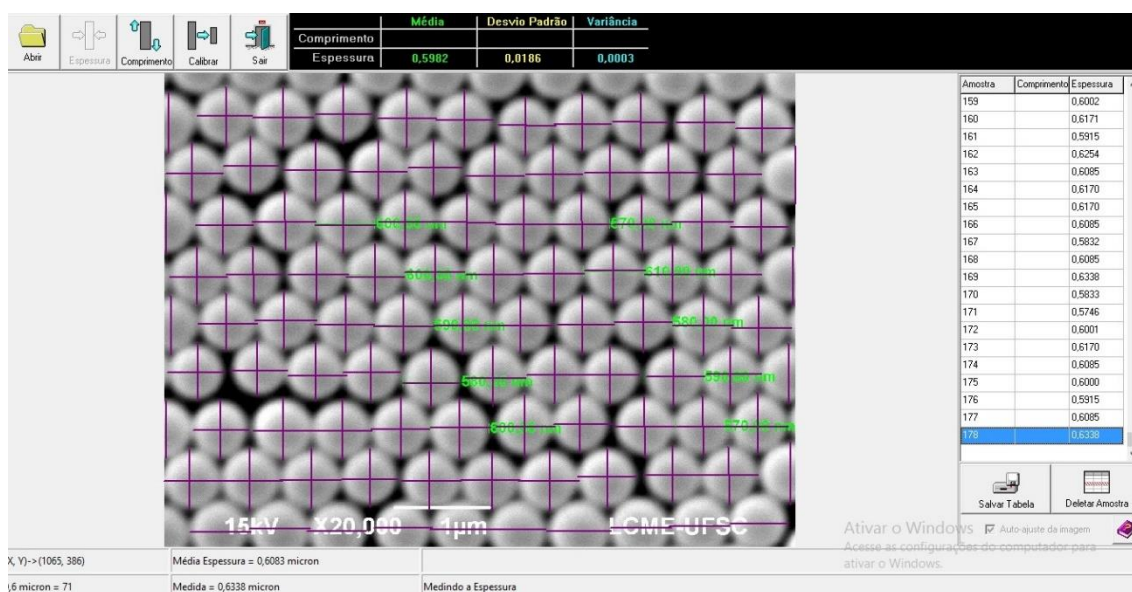 Média Desvio Padrão Variância
Comprimento
Espessura 0,5982 0,0186 0,0003
Abrir Espessura Comprimento Calibrar Sair
Amostra Comprimento Espessura
159 0,6002
160 0,6171
161 0,5915
162 0,6254
163 0,6085
164 0,6170
165 0,6170
166 0,6085
167 0,5832
168 0,6085
169 0,6338
170 0,5833
171 0,5746
172 0,6001
173 0,6170
174 0,6085
175 0,6000
176 0,5915
177 0,6085
178 0,6338
15kV X20,000 1µm LCME-UFSC
Salvar Tabela Deletar Amostra
Ativar o Windows
Auto-ajuste da imagem
Acesse as configurações do computador para
ativar o Windows.
X, Y)->(1065, 386) Média Espessura = 0,6083 micron
,6 micron = 71 Medida = 0,6338 micron Medindo a Espessura